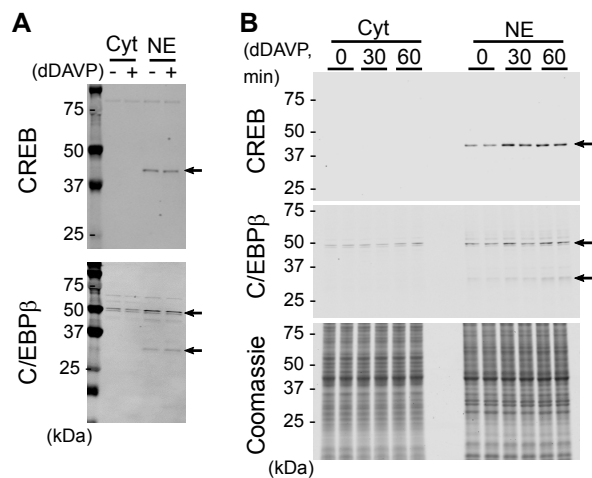 A
Cyt NE
(dDAVP) - + - +
CREB
75
50
37
25
C/EBPβ
75
50
37
25
(kDa)
B
Cyt NE
(dDAVP, min) 0 30 60 0 30 60
CREB
75 -
50 -
37 -
25 -
C/EBPβ
75 -
50 -
37 -
25 -
Coomassie
75 -
50 -
37 -
25 -
(kDa)